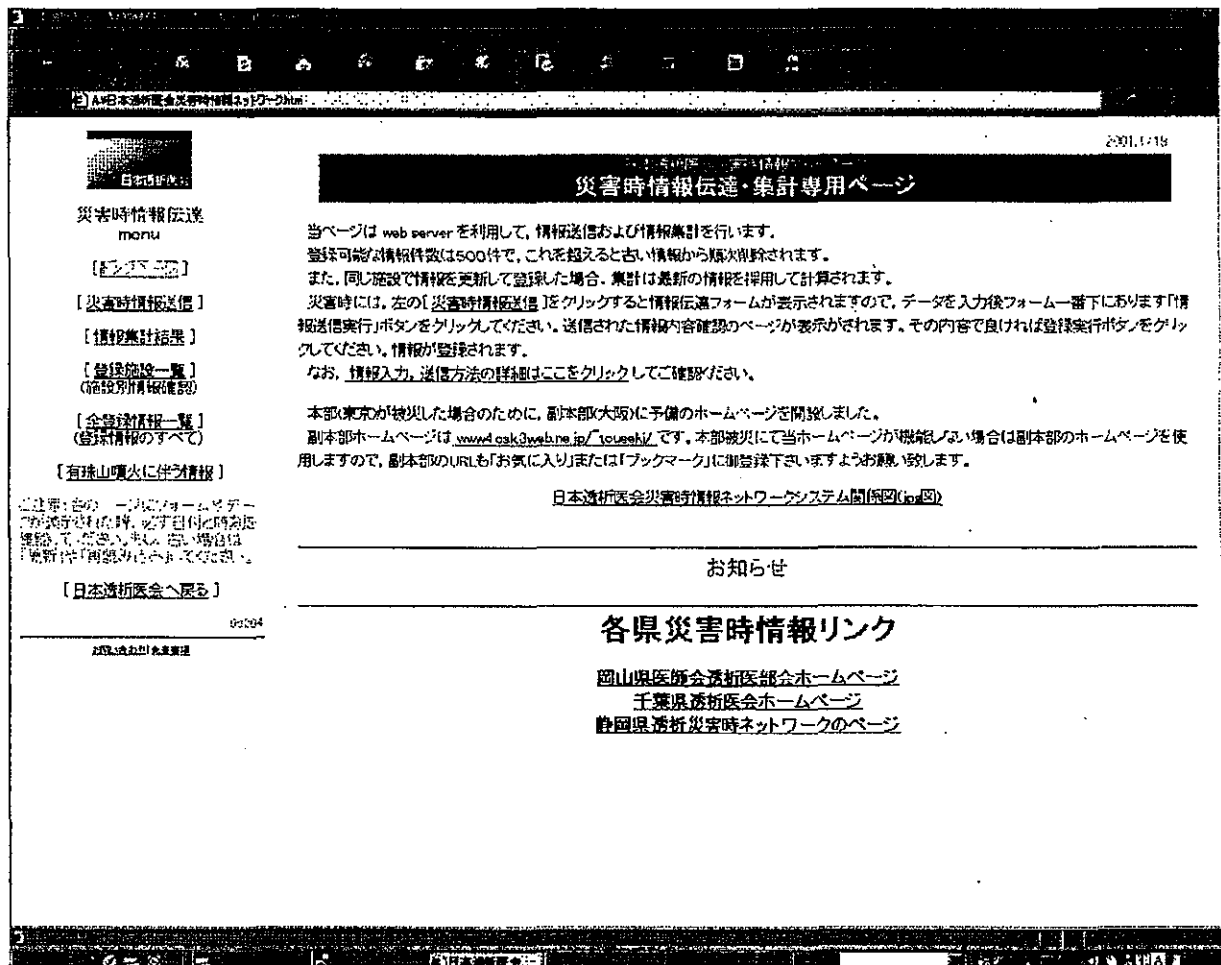 日本透析医会災害時情報ネットワーク.htm
災害時情報伝達・集計専用ページ
災害時情報伝達
menu
[トップページ]
[災害時情報送信]
[情報集計結果]
[登録施設一覧]
(施設別情報確認)
[全登録情報一覧]
(登録情報のすべて)
[有珠山噴火に伴う情報]
[日本透析医会へ戻る]
当ページは web server を利用して, 情報送信および情報集計を行います。
登録可能な情報件数は500件で, これを超えると古い情報から順次削除されます。
また, 同じ施設で情報を更新して登録した場合、集計は最新の情報を採用して計算されます。
災害時には, 左の[災害時情報送信]をクリックすると情報伝達フォームが表示されますので, データを入力後フォーム一番下にあります「情
報送信実行」ボタンをクリックしてください。送信された情報内容確認のページが表示がされます。その内容で良ければ登録実行ボタンをクリッ
クしてください。情報が登録されます。
なお, 情報入力, 送信方法の詳細はここをクリックしてご確認ください。
本部(東京)が被災した場合のために, 副本部(大阪)に予備のホームページを開設しました。
副本部ホームページは www4.osk.3web.ne.jp/~touseki/ です。本部被災にて当ホームページが機能しない場合は副本部のホームページを使
用しますので, 副本部のURLも「お気に入り」または「ブックマーク」に御登録下さいますようお願い致します。
日本透析医会災害時情報ネットワークシステム関係図(jpg図)
お知らせ
各県災害時情報リンク
岡山県医師会透析医部会ホームページ
千葉県透析医会ホームページ
静岡県透析災害時ネットワークのページ